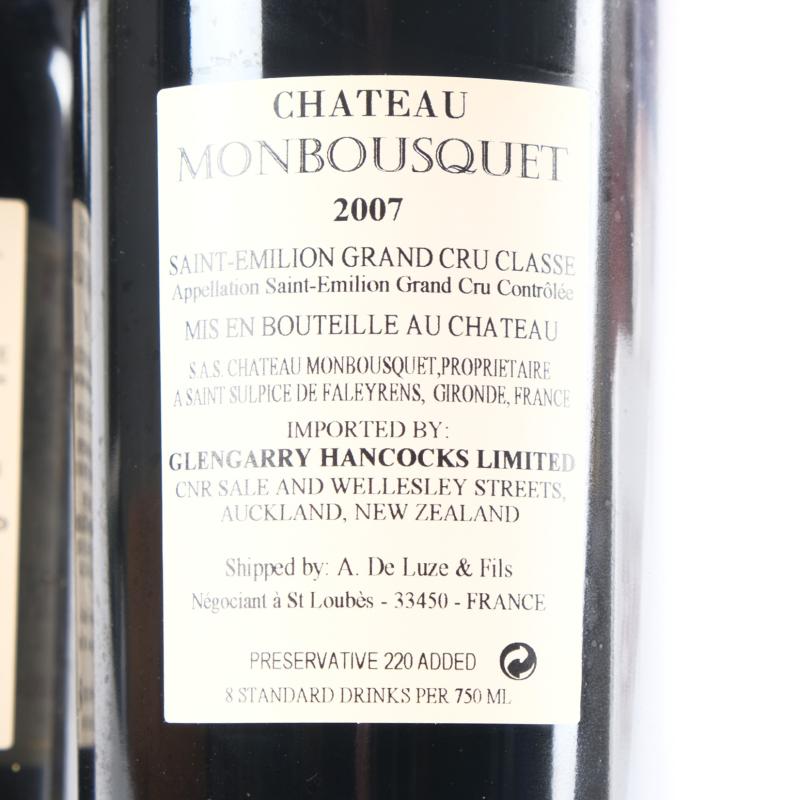 CHATEAU
MONBOUSQUET
2007
SAINT-EMILION GRAND CRU CLASSE
Appellation Saint-Emilion Grand Cru Contrôlée
MIS EN BOUTEILLE AU CHATEAU
S.A.S. CHATEAU MONBOUSQUET,PROPRIETAIRE
A SAINT SULPICE DE FALEYRENS, GIRONDE, FRANCE
IMPORTED BY:
GLENGARRY HANCOCKS LIMITED
CNR SALE AND WELLESLEY STREETS,
AUCKLAND, NEW ZEALAND
Shipped by: A. De Luze & Fils
Négociant à St Loubès - 33450 - FRANCE
PRESERVATIVE 220 ADDED
8 STANDARD DRINKS PER 750 ML